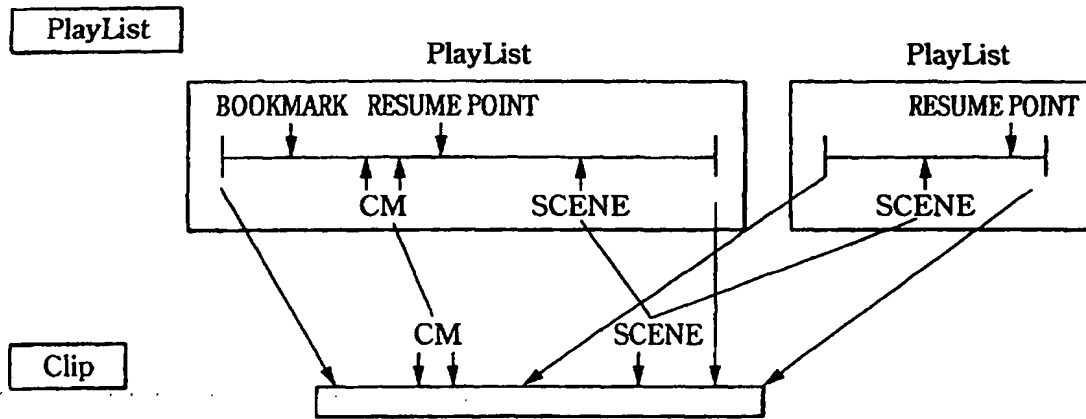 PlayList
PlayList PlayList
BOOKMARK RESUME POINT RESUME POINT
CM SCENE SCENE
CM SCENE
Clip